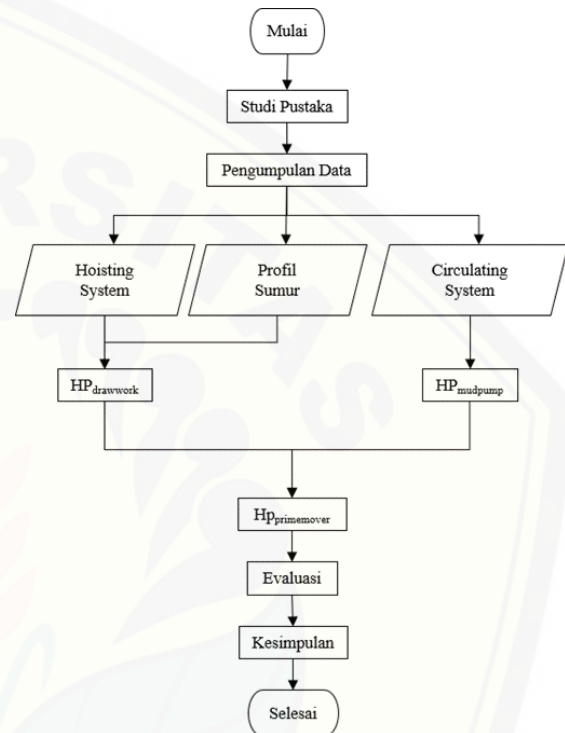 Mulai
Studi Pustaka
Pengumpulan Data
Hoisting
System
Profil
Sumur
Circulating
System
HPdrawwork
HPmudpump
Hpprimemover
Evaluasi
Kesimpulan
Selesai